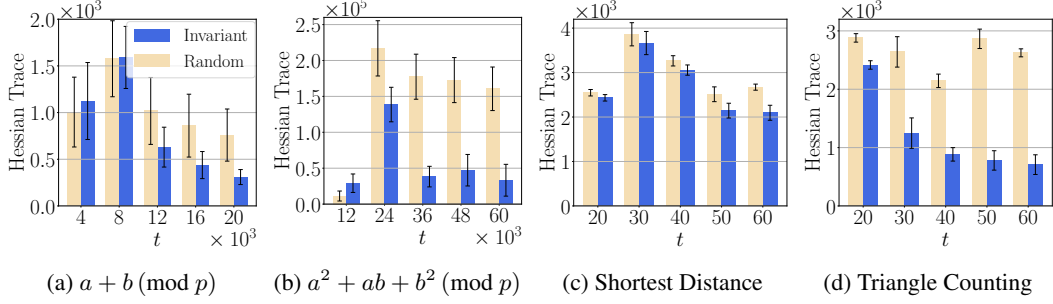 ×10³
Hessian Trace
2.0
1.5
1.0
0.5
0.0
Invariant
Random
4 8 12 16 20
t × 10³
(a) a + b (mod p)
×10⁵
Hessian Trace
2.5
2.0
1.5
1.0
0.5
0.0
12 24 36 48 60
t × 10³
(b) a² + ab + b² (mod p)
×10³
Hessian Trace
4
3
2
1
0
20 30 40 50 60
t
(c) Shortest Distance
×10³
Hessian Trace
3
2
1
0
20 30 40 50 60
t
(d) Triangle Counting